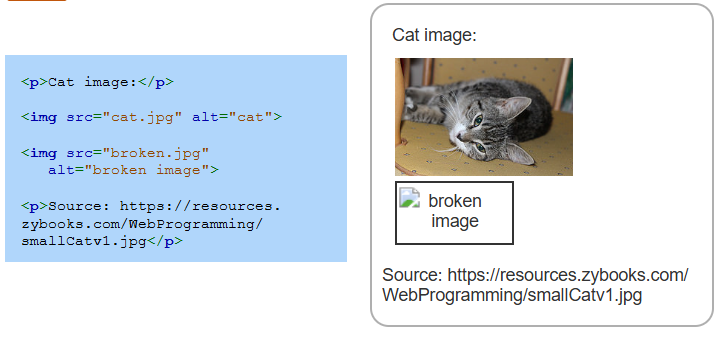 <p>Cat image:</p>
<img src="cat.jpg" alt="cat">
<img src="broken.jpg"
alt="broken image">
<p>Source: https://resources.
zybooks.com/WebProgramming/
smallCatv1.jpg</p>
Cat image:
broken
image
Source: https://resources.zybooks.com/
WebProgramming/smallCatv1.jpg